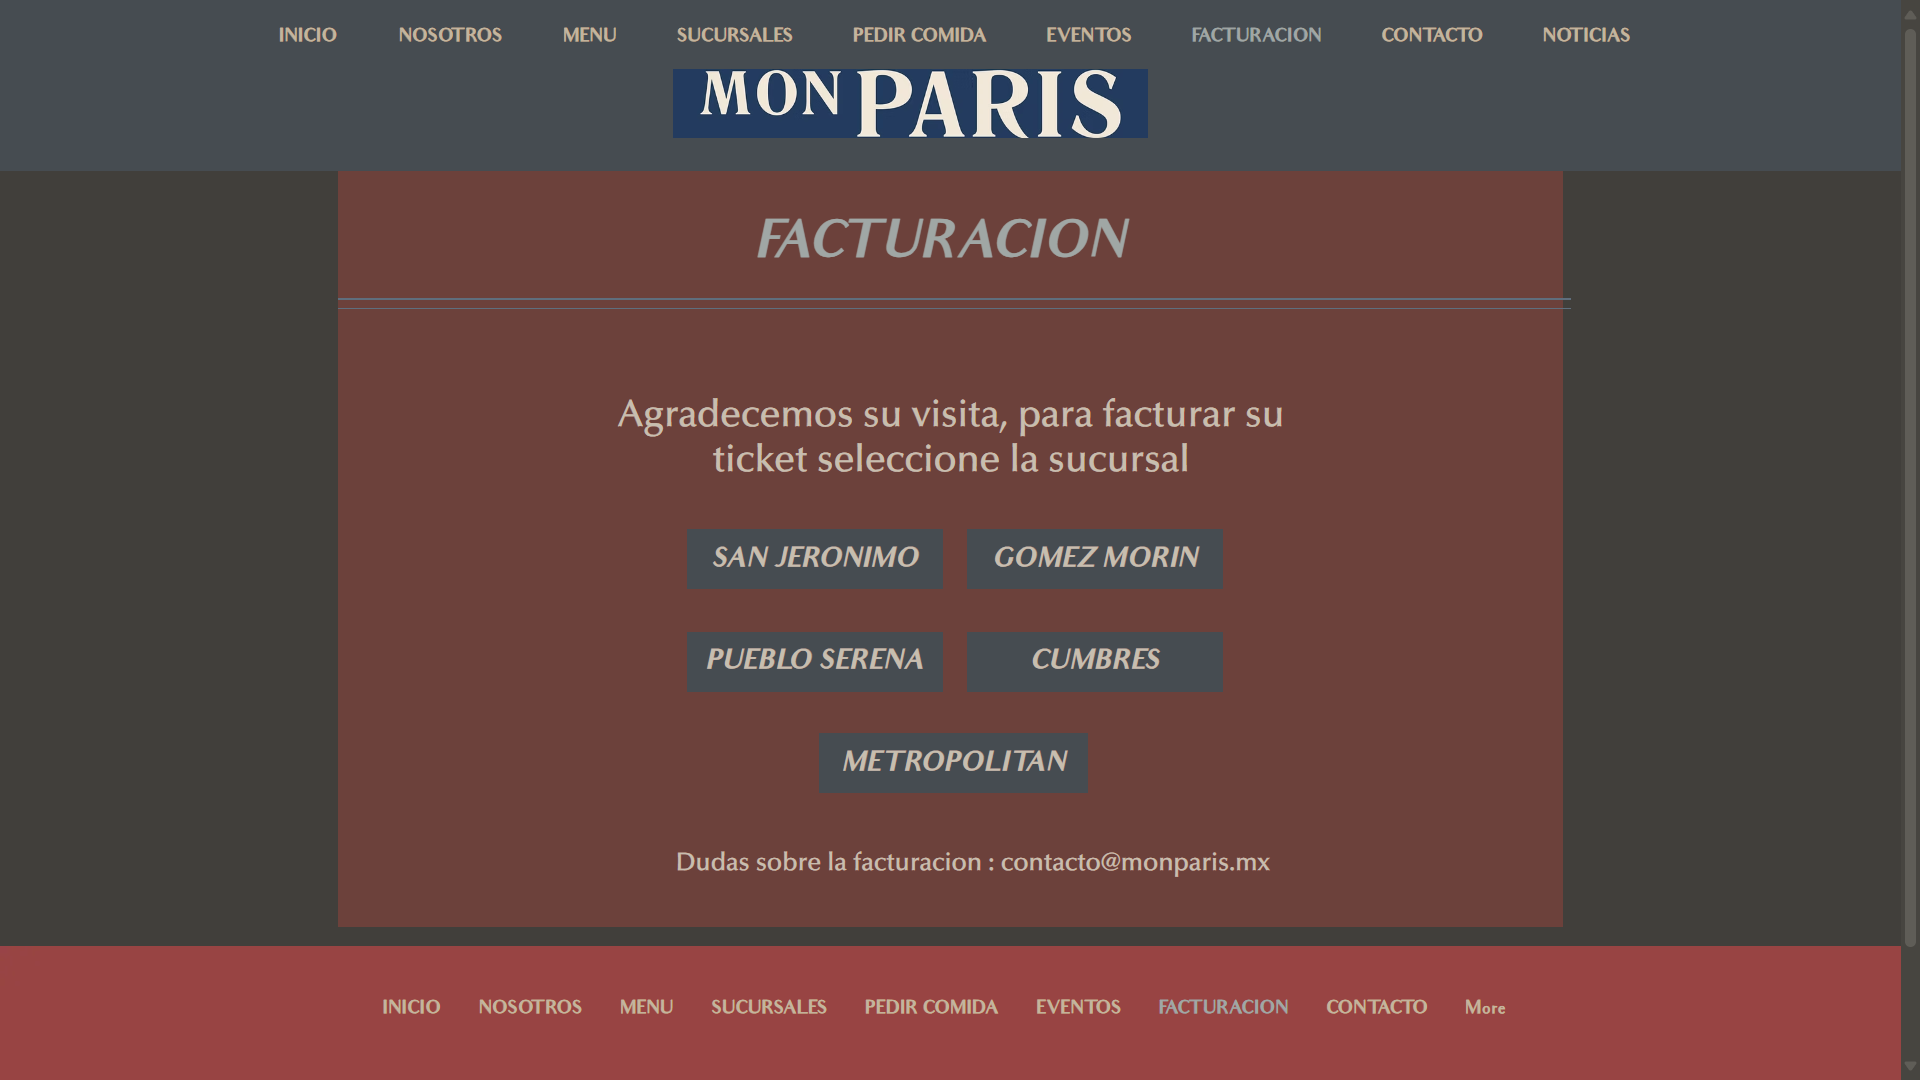 INICIO NOSOTROS MENU SUCURSALES PEDIR COMIDA EVENTOS FACTURACION CONTACTO NOTICIAS
MON PARIS
FACTURACION
Agradecemos su visita, para facturar su
ticket seleccione la sucursal
SAN JERONIMO GOMEZ MORIN
PUEBLO SERENA CUMBRES
METROPOLITAN
Dudas sobre la facturacion : contacto@monparis.mx
INICIO NOSOTROS MENU SUCURSALES PEDIR COMIDA EVENTOS FACTURACION CONTACTO More